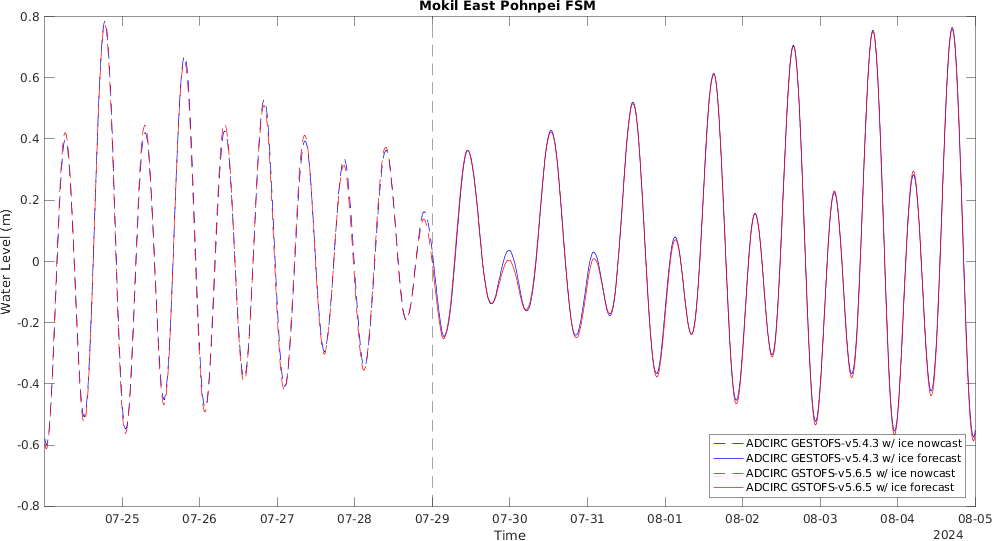 Mokil East Pohnpei FSM
0.8
0.6
0.4
0.2
0
-0.2
-0.4
-0.6
-0.8
Water Level (m)
ADCIRC GESTOFS-v5.4.3 w/ ice nowcast
ADCIRC GESTOFS-v5.4.3 w/ ice forecast
ADCIRC GSTOFS-v5.6.5 w/ ice nowcast
ADCIRC GSTOFS-v5.6.5 w/ ice forecast
07-25 07-26 07-27 07-28 07-29 07-30 07-31 08-01 08-02 08-03 08-04 08-05
Time
2024